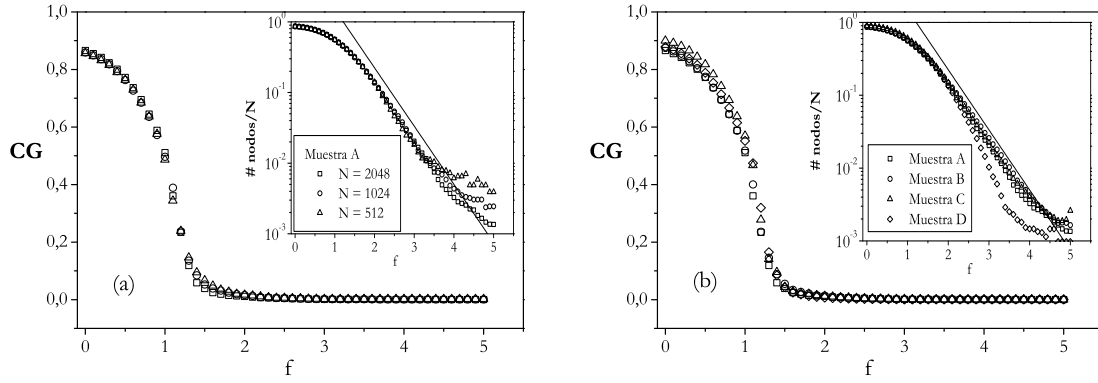 1,0
0,8
0,6
0,4
0,2
0,0
CG
0 1 2 3 4 5
f
(a)
10^0
10^-1
10^-2
10^-3
# nodos/N
0 1 2 3 4 5
f
Muestra A
N = 2048
N = 1024
N = 512
1,0
0,8
0,6
0,4
0,2
0,0
CG
0 1 2 3 4 5
f
(b)
10^0
10^-1
10^-2
10^-3
# nodos/N
0 1 2 3 4 5
f
Muestra A
Muestra B
Muestra C
Muestra D